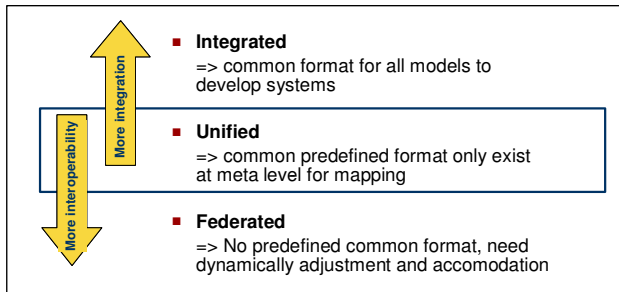 More integration
More interoperability
▪ Integrated
=> common format for all models to
develop systems
▪ Unified
=> common predefined format only exist
at meta level for mapping
▪ Federated
=> No predefined common format, need
dynamically adjustment and accomodation